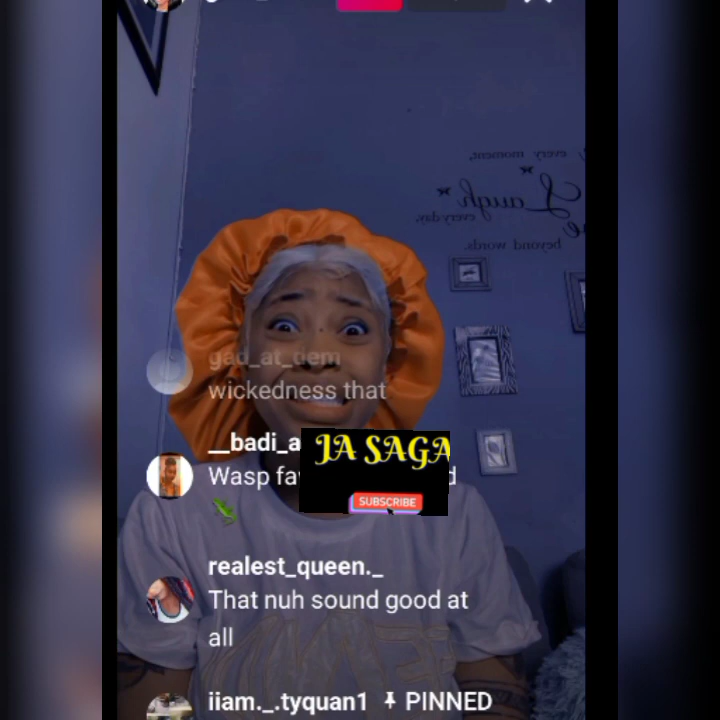 every moment,
Laugh
everyday,
beyond words.
gad_at_dem
wickedness that
__badi_a
JA SAGA
Wasp fa
d
SUBSCRIBE
realest_queen._
That nuh sound good at
all
iiam._.tyquan1 PINNED